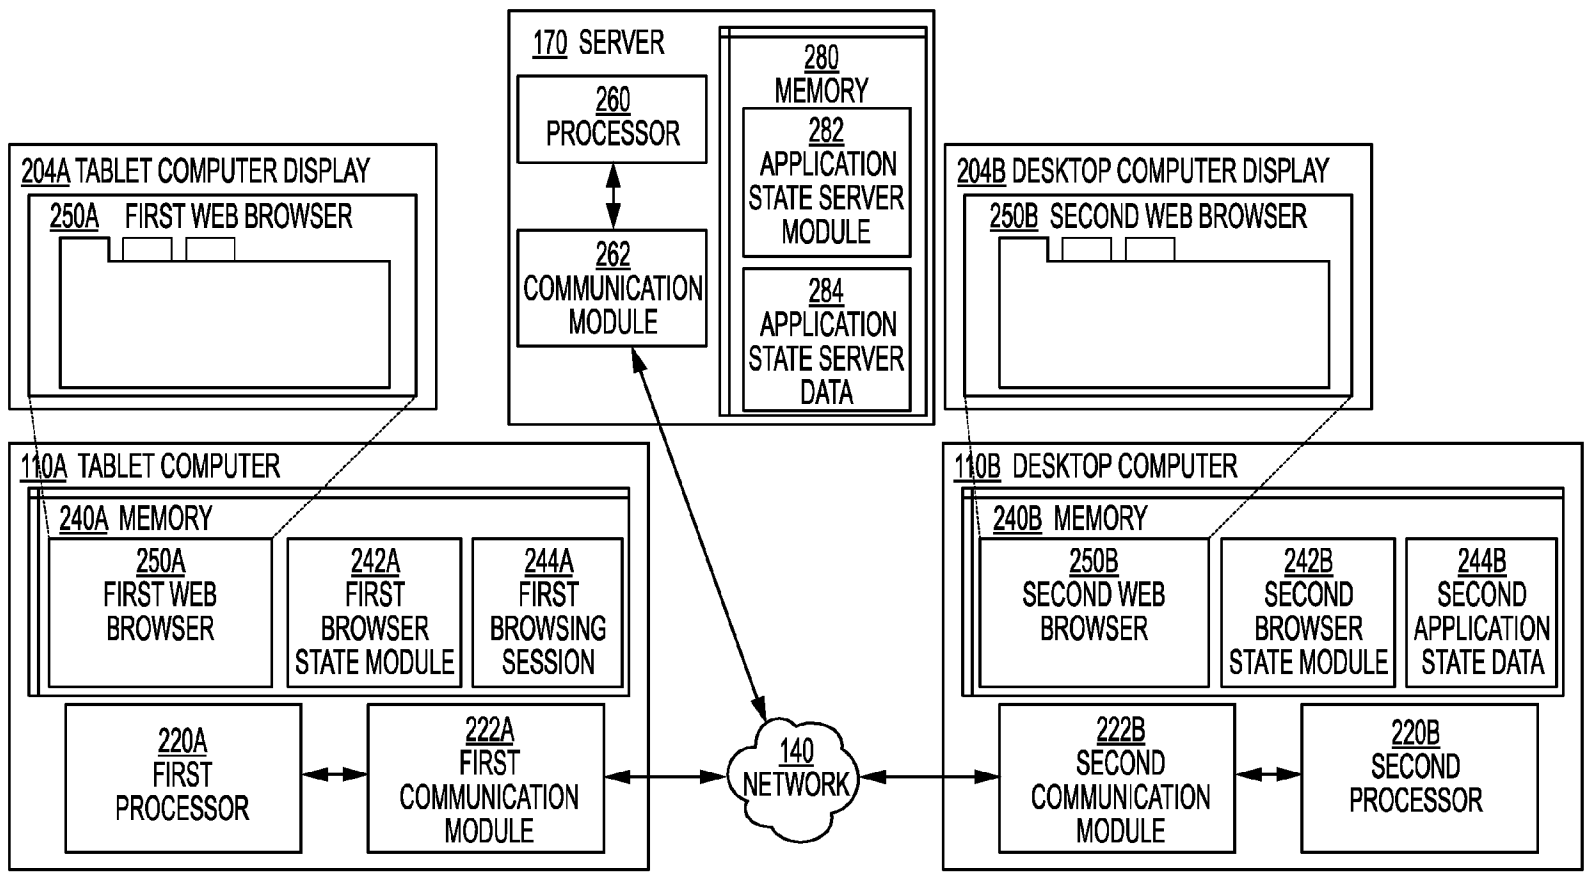 170 SERVER
260
PROCESSOR
262
COMMUNICATION
MODULE
280
MEMORY
282
APPLICATION
STATE SERVER
MODULE
284
APPLICATION
STATE SERVER
DATA
204A TABLET COMPUTER DISPLAY
250A FIRST WEB BROWSER
204B DESKTOP COMPUTER DISPLAY
250B SECOND WEB BROWSER
110A TABLET COMPUTER
240A MEMORY
250A
FIRST WEB
BROWSER
242A
FIRST
BROWSER
STATE MODULE
244A
FIRST
BROWSING
SESSION
220A
FIRST
PROCESSOR
222A
FIRST
COMMUNICATION
MODULE
140
NETWORK
110B DESKTOP COMPUTER
240B MEMORY
250B
SECOND WEB
BROWSER
242B
SECOND
BROWSER
STATE MODULE
244B
SECOND
APPLICATION
STATE DATA
222B
SECOND
COMMUNICATION
MODULE
220B
SECOND
PROCESSOR